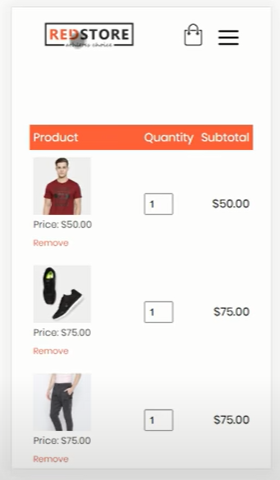 REDSTORE
Product Quantity Subtotal
1 $50.00
Price: $50.00
Remove
1 $75.00
Price: $75.00
Remove
1 $75.00
Price: $75.00
Remove